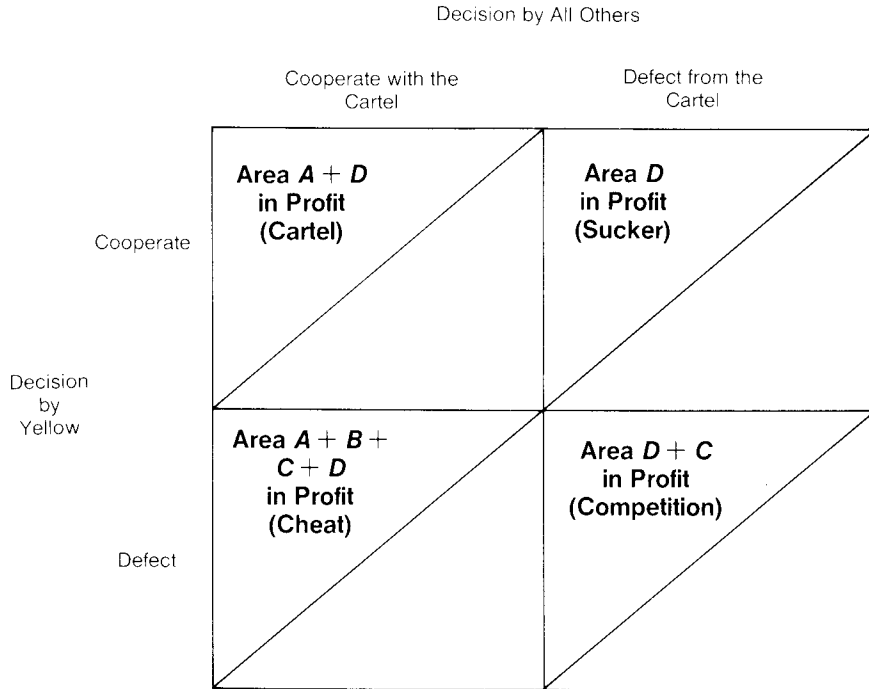 Decision by All Others
Cooperate with the
Cartel
Defect from the
Cartel
Cooperate
Area A + D
in Profit
(Cartel)
Area D
in Profit
(Sucker)
Decision
by
Yellow
Defect
Area A + B +
C + D
in Profit
(Cheat)
Area D + C
in Profit
(Competition)